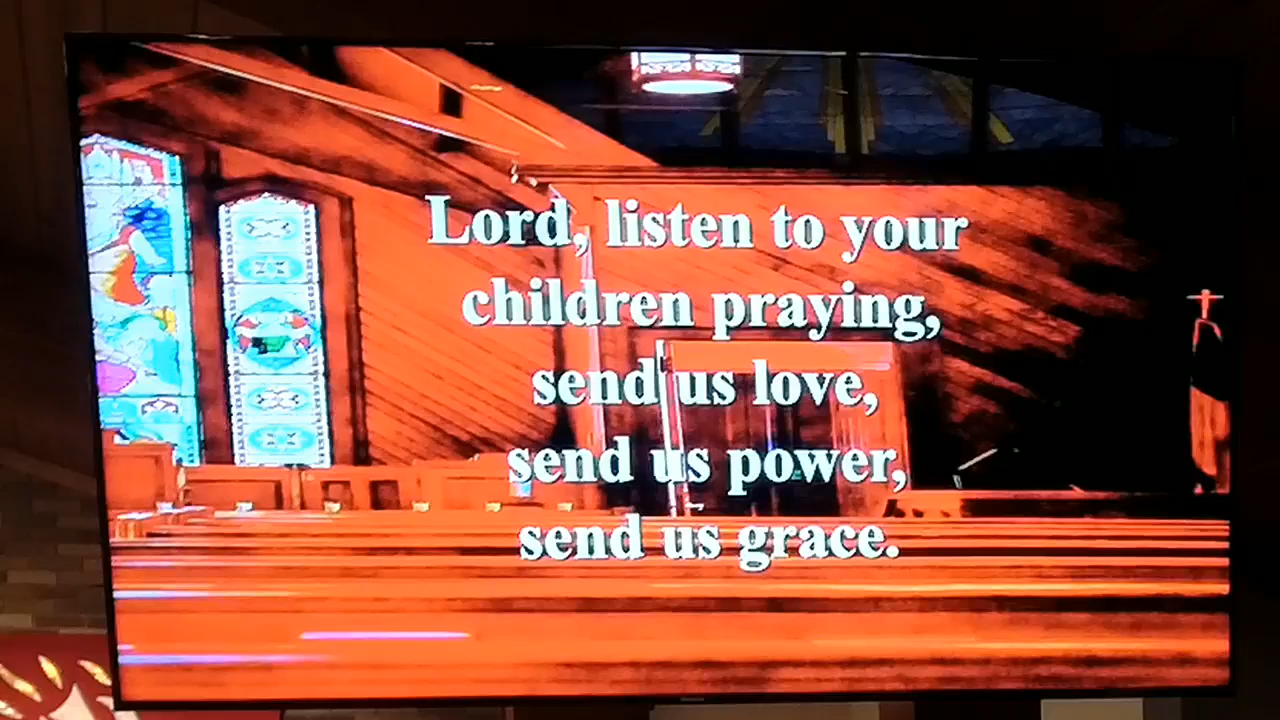 Lord, listen to your
children praying,
send us love,
send us power,
send us grace.